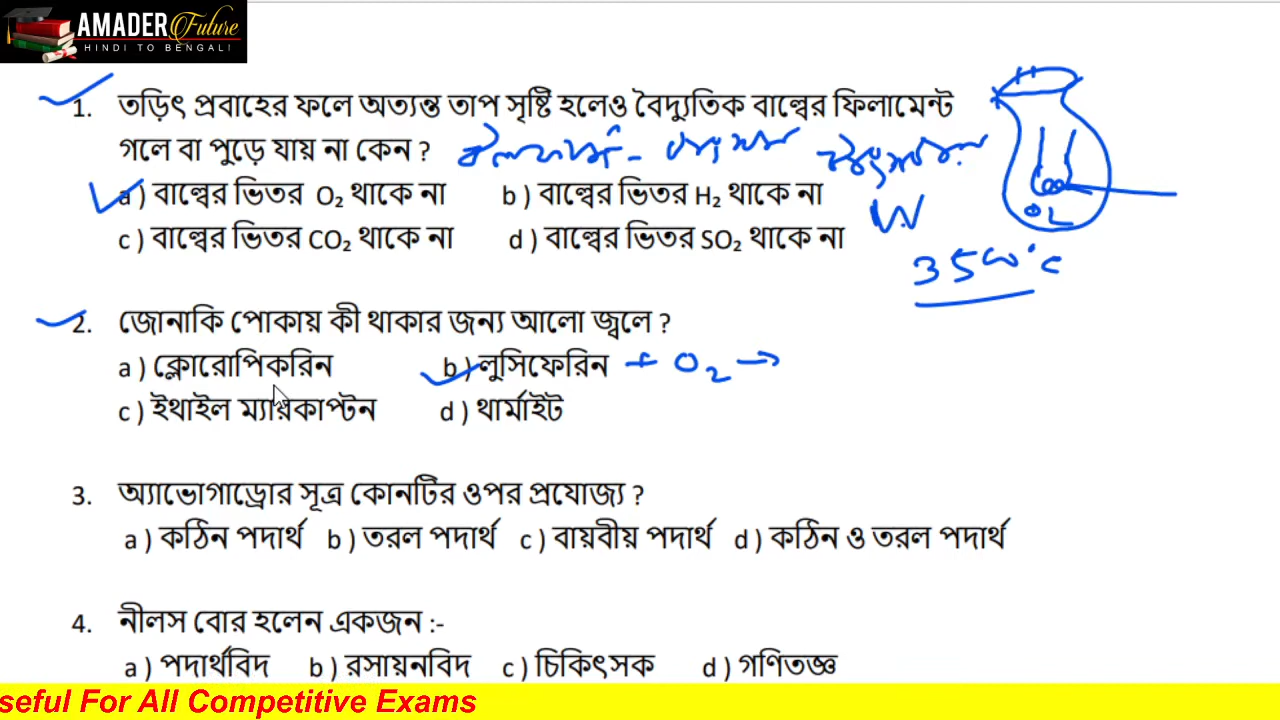 AMADER Future
HINDI TO BENGALI
1. তড়িৎ প্রবাহের ফলে অত্যন্ত তাপ সৃষ্টি হলেও বৈদ্যুতিক বাল্বের ফিলামেন্ট
গলে বা পুড়ে যায় না কেন ?
a ) বাল্বের ভিতর O₂ থাকে না b ) বাল্বের ভিতর H₂ থাকে না
W
O2
c ) বাল্বের ভিতর CO₂ থাকে না d ) বাল্বের ভিতর SO₂ থাকে না
3500°C
2. জোনাকি পোকায় কী থাকার জন্য আলো জ্বলে ?
a ) ক্লোরোপিকরিন b ) লুসিফেরিন + O2 →
c ) ইথাইল ম্যারকাপ্টন d ) থার্মাইট
3. অ্যাভোগাড্রোর সূত্র কোনটির ওপর প্রযোজ্য ?
a ) কঠিন পদার্থ b ) তরল পদার্থ c ) বায়বীয় পদার্থ d ) কঠিন ও তরল পদার্থ
4. নীলস বোর হলেন একজন :-
a ) পদার্থবিদ b ) রসায়নবিদ c ) চিকিৎসক d ) গণিতজ্ঞ
seful For All Competitive Exams